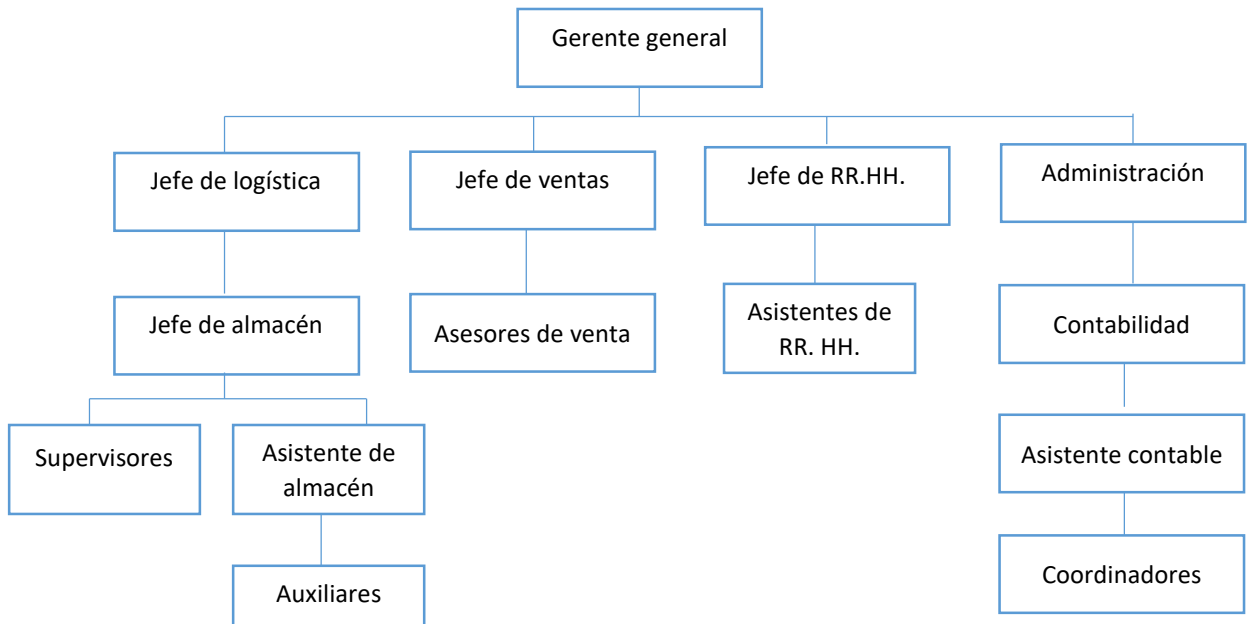 Gerente general
Jefe de logística
Jefe de ventas
Jefe de RR.HH.
Administración
Jefe de almacén
Asesores de venta
Asistentes de
RR. HH.
Contabilidad
Supervisores
Asistente de
almacén
Asistente contable
Auxiliares
Coordinadores